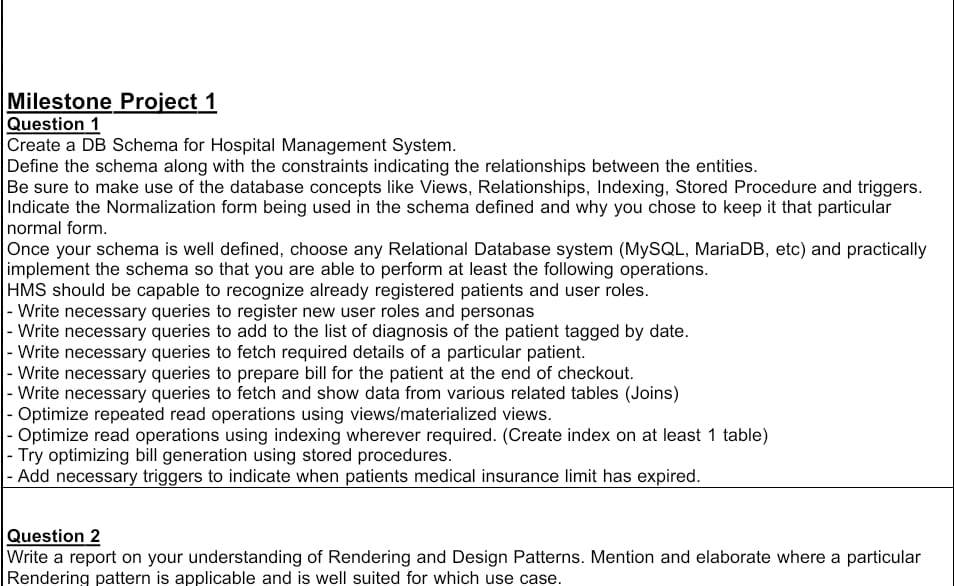 Milestone Project 1
Question 1
Create a DB Schema for Hospital Management System.
Define the schema along with the constraints indicating the relationships between the entities.
Be sure to make use of the database concepts like Views, Relationships, Indexing, Stored Procedure and triggers.
Indicate the Normalization form being used in the schema defined and why you chose to keep it that particular
normal form.
Once your schema is well defined, choose any Relational Database system (MySQL, MariaDB, etc) and practically
implement the schema so that you are able to perform at least the following operations.
HMS should be capable to recognize already registered patients and user roles.
- Write necessary queries to register new user roles and personas
- Write necessary queries to add to the list of diagnosis of the patient tagged by date.
- Write necessary queries to fetch required details of a particular patient.
- Write necessary queries to prepare bill for the patient at the end of checkout.
- Write necessary queries to fetch and show data from various related tables (Joins)
- Optimize repeated read operations using views/materialized views.
- Optimize read operations using indexing wherever required. (Create index on at least 1 table)
- Try optimizing bill generation using stored procedures.
- Add necessary triggers to indicate when patients medical insurance limit has expired.
Question 2
Write a report on your understanding of Rendering and Design Patterns. Mention and elaborate where a particular
Rendering pattern is applicable and is well suited for which use case.